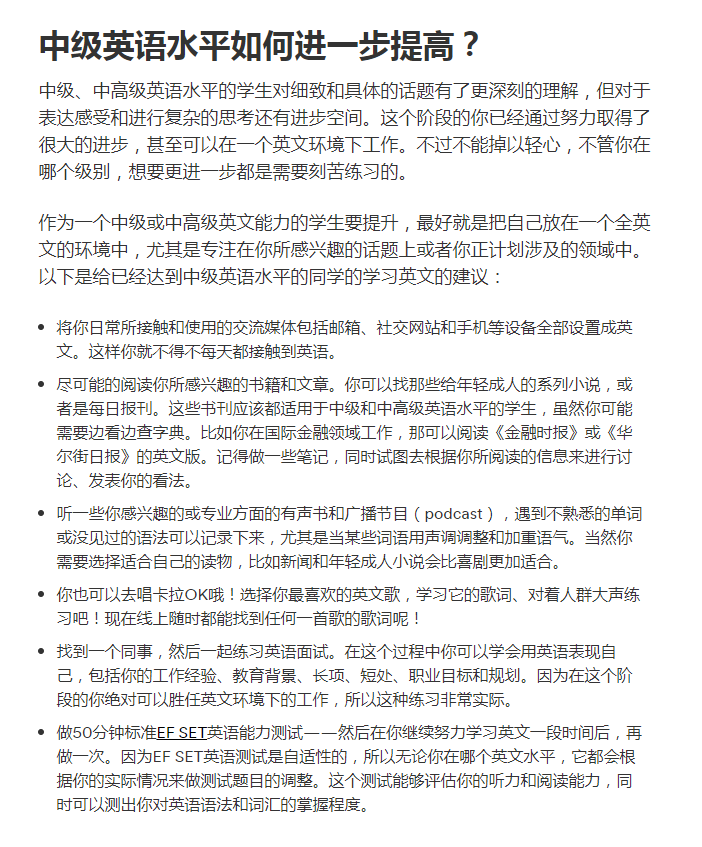 中级英语水平如何进一步提高？
中级、中高级英语水平的学生对细致和具体的话题有了更深刻的理解，但对于
表达感受和进行复杂的思考还有进步空间。这个阶段的你已经通过努力取得了
很大的进步，甚至可以在一个英文环境下工作。不过不能掉以轻心，不管你在
哪个级别，想要更进一步都是需要刻苦练习的。
作为一个中级或中高级英文能力的学生要提升，最好就是把自己放在一个全英
文的环境中，尤其是专注在你所感兴趣的话题上或者你正计划涉及的领域中。
以下是给已经达到中级英语水平的同学的学习英文的建议：
将你日常所接触和使用的交流媒体包括邮箱、社交网站和手机等设备全部设置成英
文。这样你就不得不每天都接触到英语。
尽可能的阅读你所感兴趣的书籍和文章。你可以找那些给年轻成人的系列小说，或
者是每日报刊。这些书刊应该都适用于中级和中高级英语水平的学生，虽然你可能
需要边看边查字典。比如你在国际金融领域工作，那可以阅读《金融时报》或《华
尔街日报》的英文版。记得做一些笔记，同时试图去根据你所阅读的信息来进行讨
论、发表你的看法。
听一些你感兴趣的或专业方面的有声书和广播节目（podcast），遇到不熟悉的单词
或没见过的语法可以记录下来，尤其是当某些词语用声调调整和加重语气。当然你
需要选择适合自己的读物，比如新闻和年轻成人小说会比喜剧更加适合。
你也可以去唱卡拉OK哦！选择你最喜欢的英文歌，学习它的歌词、对着人群大声练
习吧！现在线上随时都能找到任何一首歌的歌词呢！
找到一个同事，然后一起练习英语面试。在这个过程中你可以学会用英语表现自
己，包括你的工作经验、教育背景、长项、短处、职业目标和规划。因为在这个阶
段的你绝对可以胜任英文环境下的工作，所以这种练习非常实际。
做50分钟标准EF SET英语能力测试——然后在你继续努力学习英文一段时间后，再
做一次。因为EF SET英语测试是自适性的，所以无论你在哪个英文水平，它都会根
据你的实际情况来做测试题目的调整。这个测试能够评估你的听力和阅读能力，同
时可以测出你对英语语法和词汇的掌握程度。